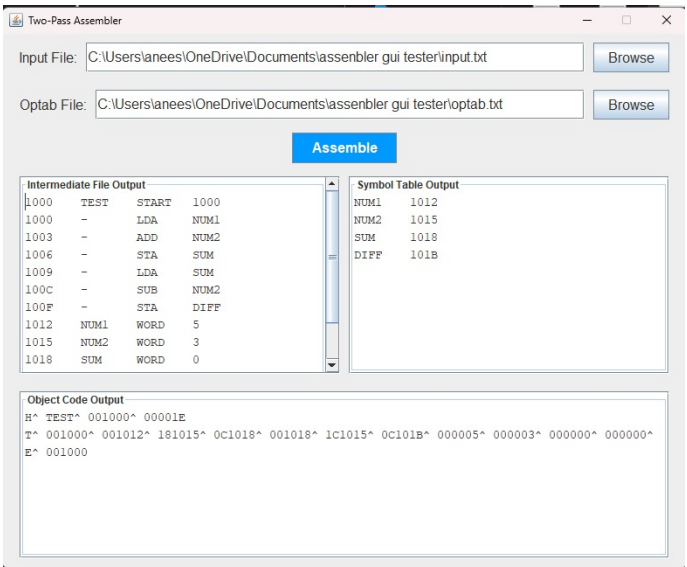 Two-Pass Assembler
Input File: C:\Users\anees\OneDrive\Documents\assenbler gui tester\input.txt Browse
Optab File: C:\Users\anees\OneDrive\Documents\assenbler gui tester\optab.txt Browse
Assemble
Intermediate File Output
1000 TEST START 1000
1000 - LDA NUM1
1003 - ADD NUM2
1006 - STA SUM
1009 - LDA SUM
100C - SUB NUM2
100F - STA DIFF
1012 NUM1 WORD 5
1015 NUM2 WORD 3
1018 SUM WORD 0
Symbol Table Output
NUM1 1012
NUM2 1015
SUM 1018
DIFF 101B
Object Code Output
H^ TEST^ 001000^ 00001E
T^ 001000^ 001012^ 181015^ 0C1018^ 001018^ 1C1015^ 0C101B^ 000005^ 000003^ 000000^ 000000^
E^ 001000